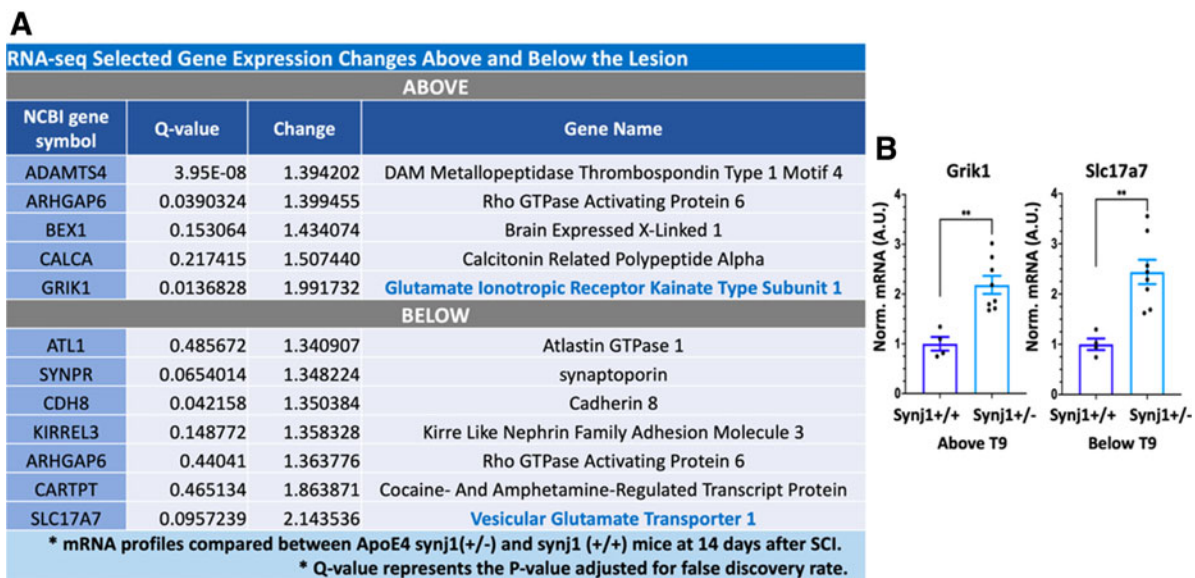 A
RNA-seq Selected Gene Expression Changes Above and Below the Lesion
ABOVE
NCBI gene symbol Q-value Change Gene Name
ADAMTS4 3.95E-08 1.394202 DAM Metallopeptidase Thrombospondin Type 1 Motif 4
ARHGAP6 0.0390324 1.399455 Rho GTPase Activating Protein 6
BEX1 0.153064 1.434074 Brain Expressed X-Linked 1
CALCA 0.217415 1.507440 Calcitonin Related Polypeptide Alpha
GRIK1 0.0136828 1.991732 Glutamate Ionotropic Receptor Kainate Type Subunit 1
BELOW
ATL1 0.485672 1.340907 Atlastin GTPase 1
SYNPR 0.0654014 1.348224 synaptoporin
CDH8 0.042158 1.350384 Cadherin 8
KIRREL3 0.148772 1.358328 Kirre Like Nephrin Family Adhesion Molecule 3
ARHGAP6 0.44041 1.363776 Rho GTPase Activating Protein 6
CARTPT 0.465134 1.863871 Cocaine- And Amphetamine-Regulated Transcript Protein
SLC17A7 0.0957239 2.143536 Vesicular Glutamate Transporter 1
* mRNA profiles compared between ApoE4 synj1(+/-) and synj1 (+/+) mice at 14 days after SCI.
* Q-value represents the P-value adjusted for false discovery rate.
B
Grik1
Norm. mRNA (A.U.)
4
3
2
1
0
**
Synj1+/+ Synj1+/-
Above T9
Slc17a7
Norm. mRNA (A.U.)
4
3
2
1
0
**
Synj1+/+ Synj1+/-
Below T9